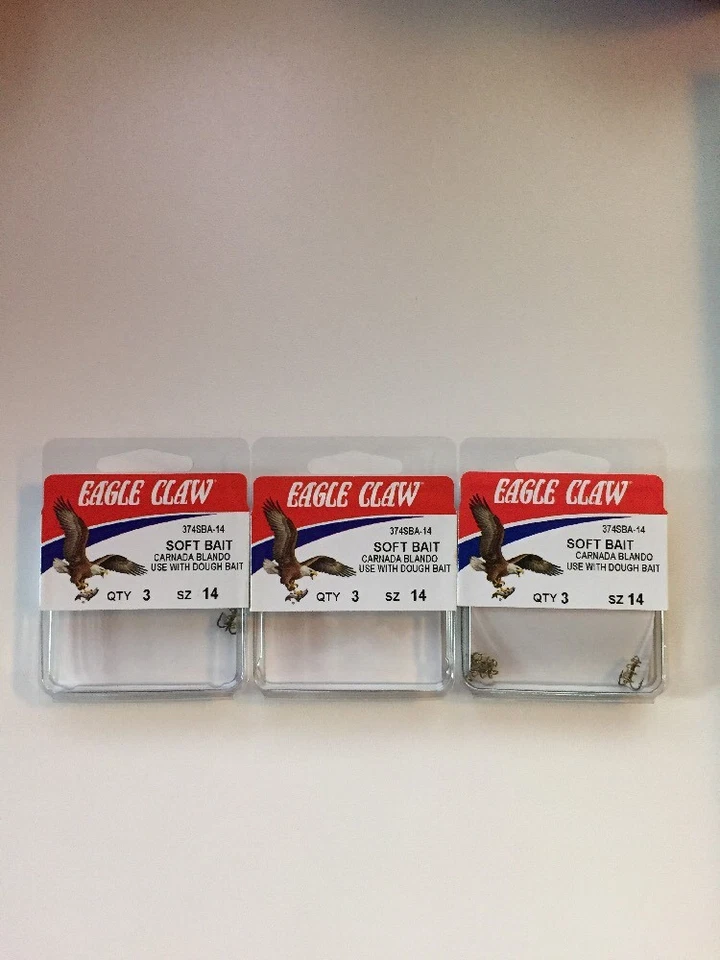 EAGLE CLAW
374SBA-14
SOFT BAIT
CARNADA BLANDO
USE WITH DOUGH BAIT
QTY 3 SZ 14
EAGLE CLAW
374SBA-14
SOFT BAIT
CARNADA BLANDO
USE WITH DOUGH BAIT
QTY 3 SZ 14
EAGLE CLAW
374SBA-14
SOFT BAIT
CARNADA BLANDO
USE WITH DOUGH BAIT
QTY 3 SZ 14